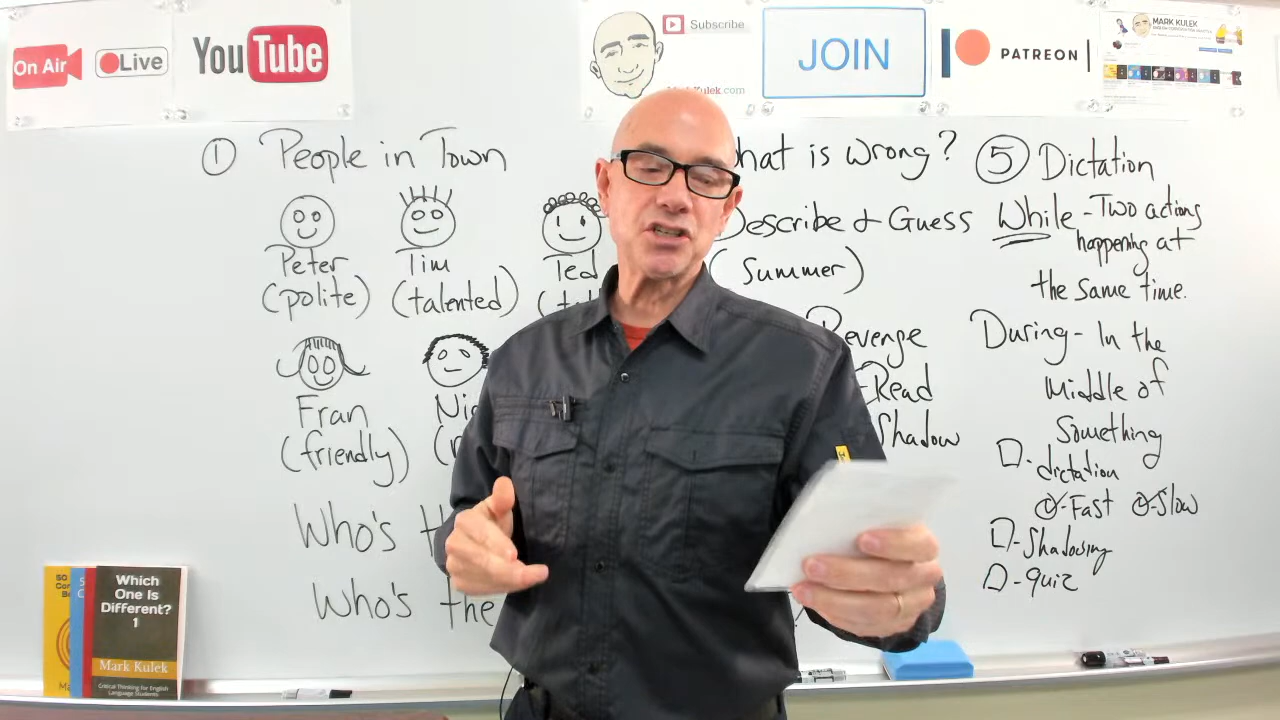 On Air
Live
YouTube
Subscribe
JOIN
PATREON
MARK KULEK
① People in Town
Peter
(polite)
Tim
(talented)
Ted
Fran
(friendly)
Who's
Who's the
hat is wrong?
Describe & Guess
(Summer)
Revenge
Read
Shadow
⑤ Dictation
While - Two actions
happening at
the same time.
During - In the
Middle of
Something
dictation
Fast Slow
Shadowing
quiz
50
Which
One Is
Different?
1
Mark Kulek
Critical Thinking for English
Language Students